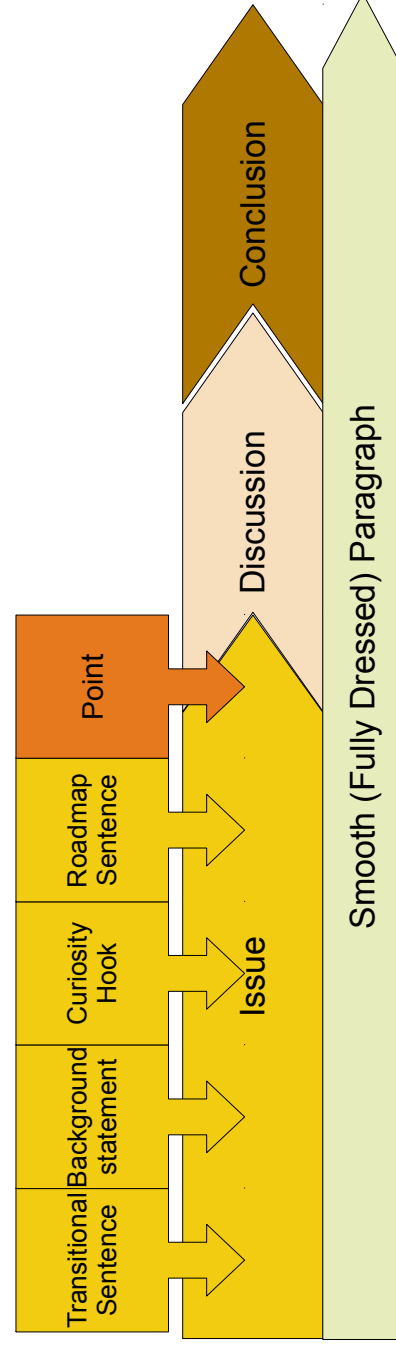 Transitional
Sentence
Background
statement
Curiosity
Hook
Roadmap
Sentence
Point
Issue
Discussion
Conclusion
Smooth (Fully Dressed) Paragraph